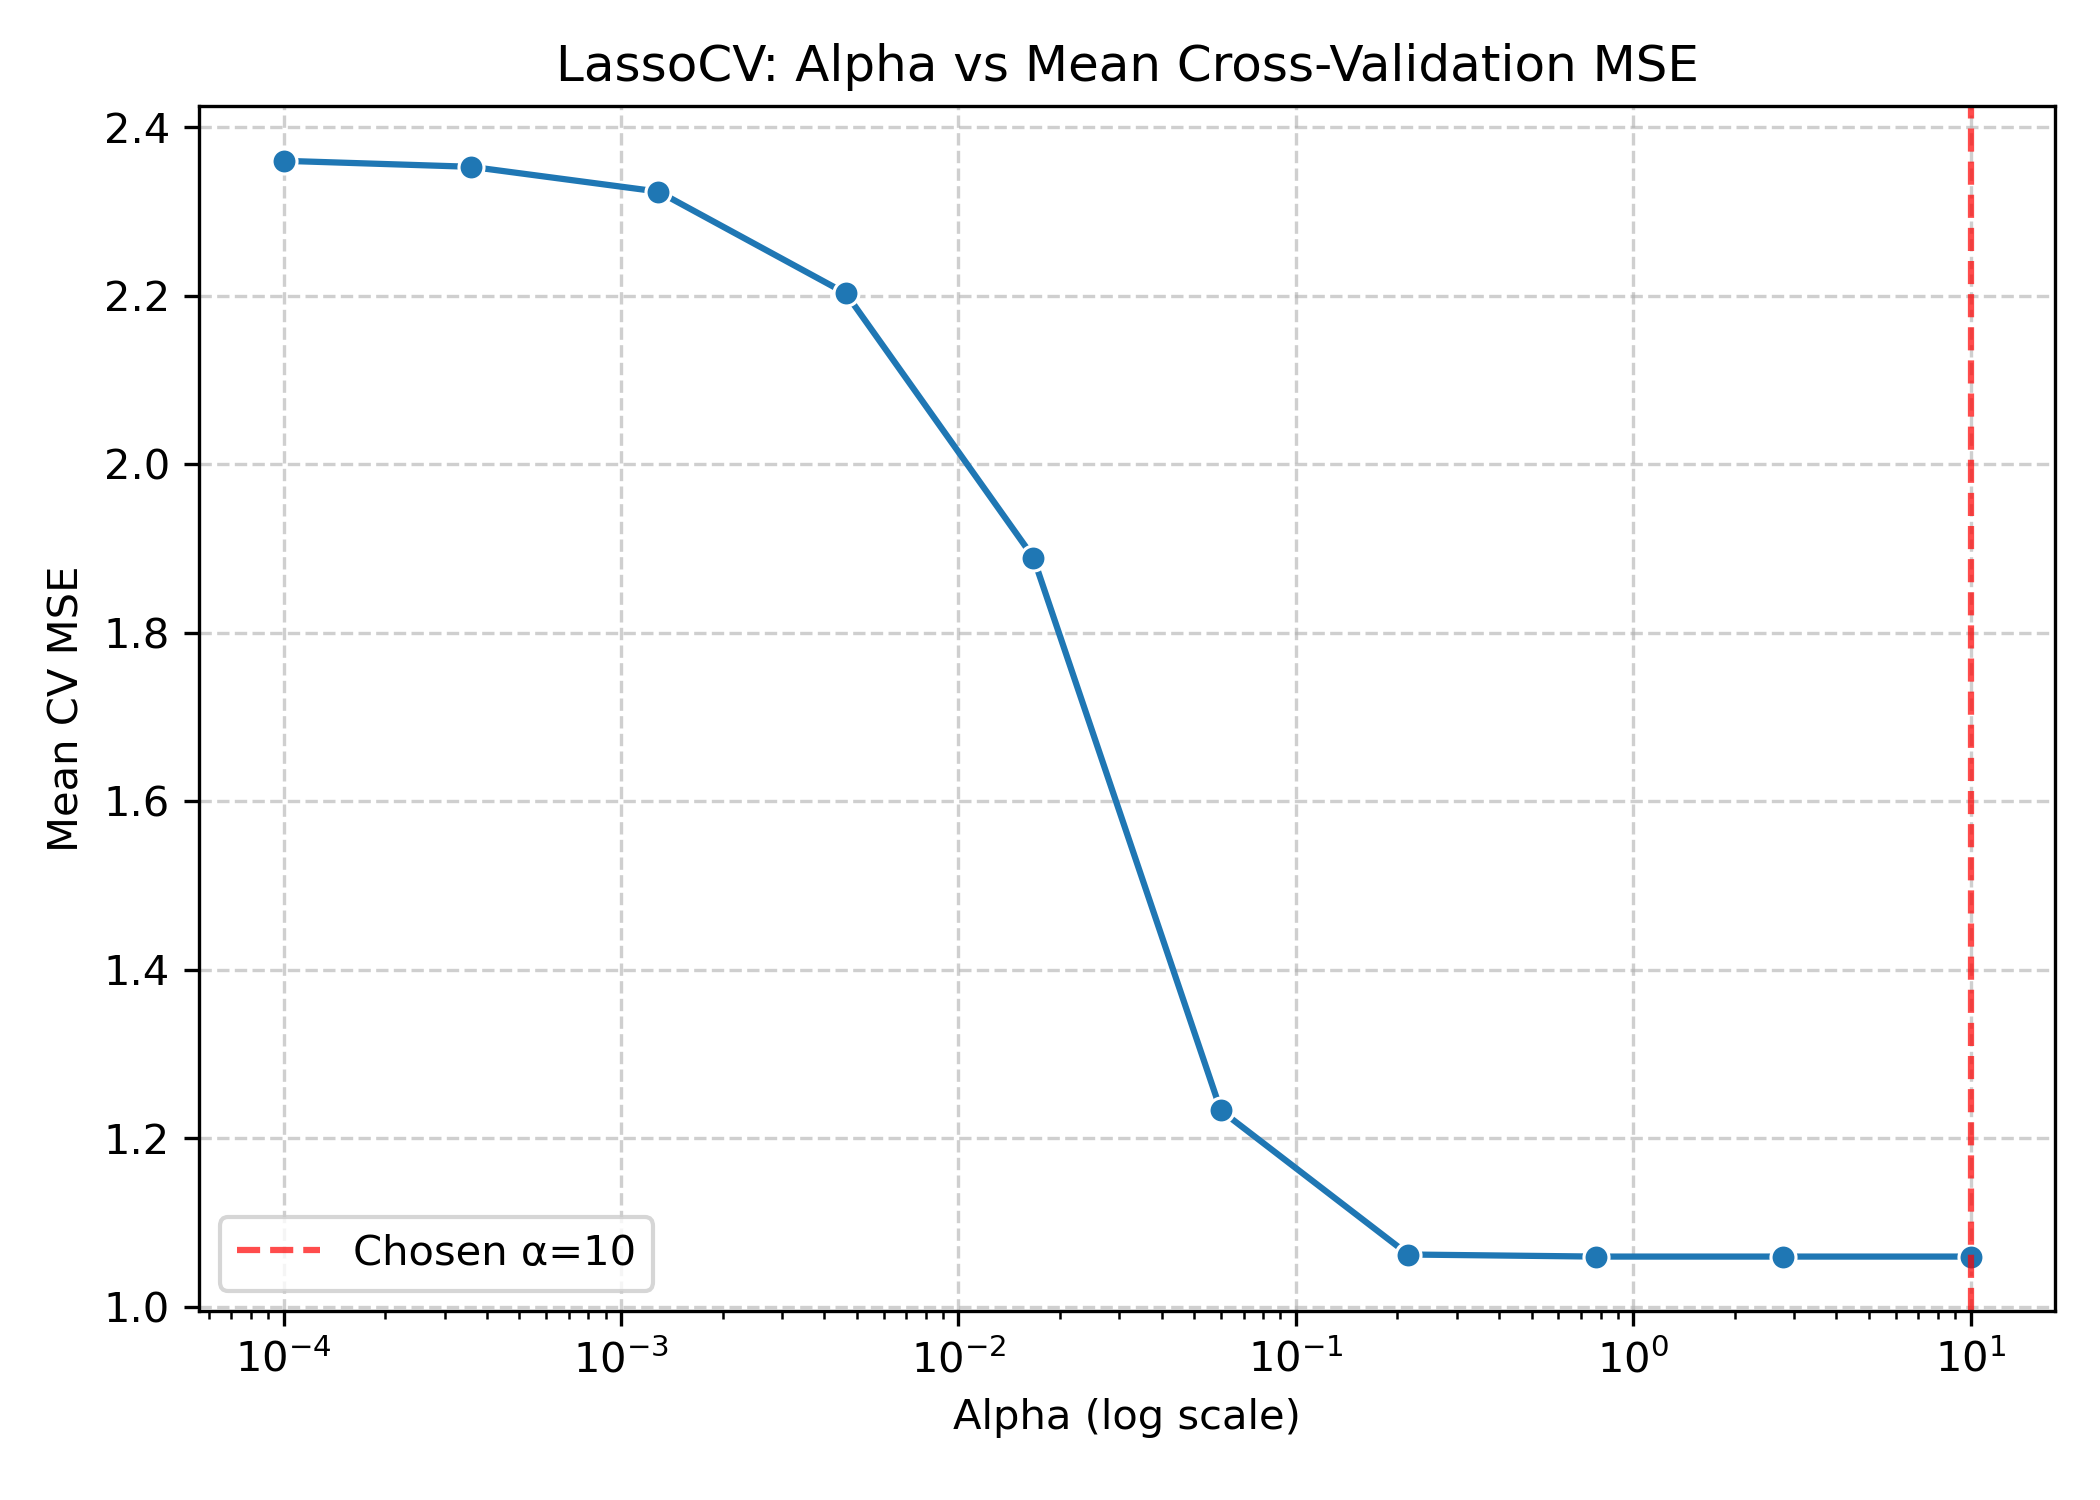 LassoCV: Alpha vs Mean Cross-Validation MSE
Mean CV MSE
2.4
2.2
2.0
1.8
1.6
1.4
1.2
1.0
Chosen α=10
10⁻⁴ 10⁻³ 10⁻² 10⁻¹ 10⁰ 10¹
Alpha (log scale)